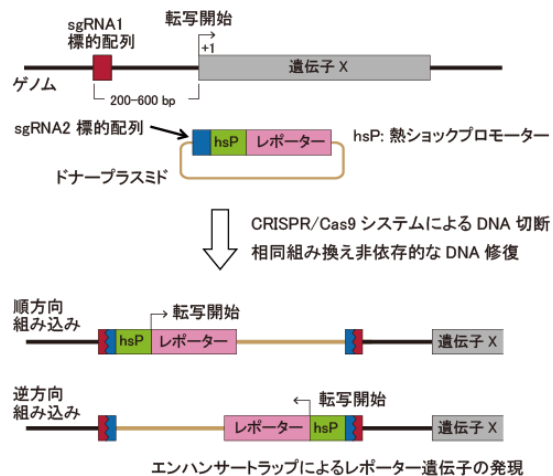 sgRNA1
標的配列
転写開始
+1
遺伝子 X
ゲノム
200-600 bp
sgRNA2 標的配列
hsP レポーター
hsP: 熱ショックプロモーター
ドナープラスミド
CRISPR/Cas9 システムによる DNA 切断
相同組み換え非依存的な DNA 修復
順方向
組み込み
転写開始
hsP レポーター 遺伝子 X
逆方向
組み込み
転写開始
レポーター hsP 遺伝子 X
エンハンサートラップによるレポーター遺伝子の発現